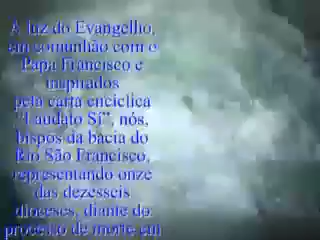 A luz do Evangelho,
em comunhão com o
Papa Francisco e
inspirados
pela carta encíclica
"Laudato Sí", nós,
bispos da bacia do
Rio São Francisco,
representando onze
das dezesseis
dioceses, diante do
processo de morte em